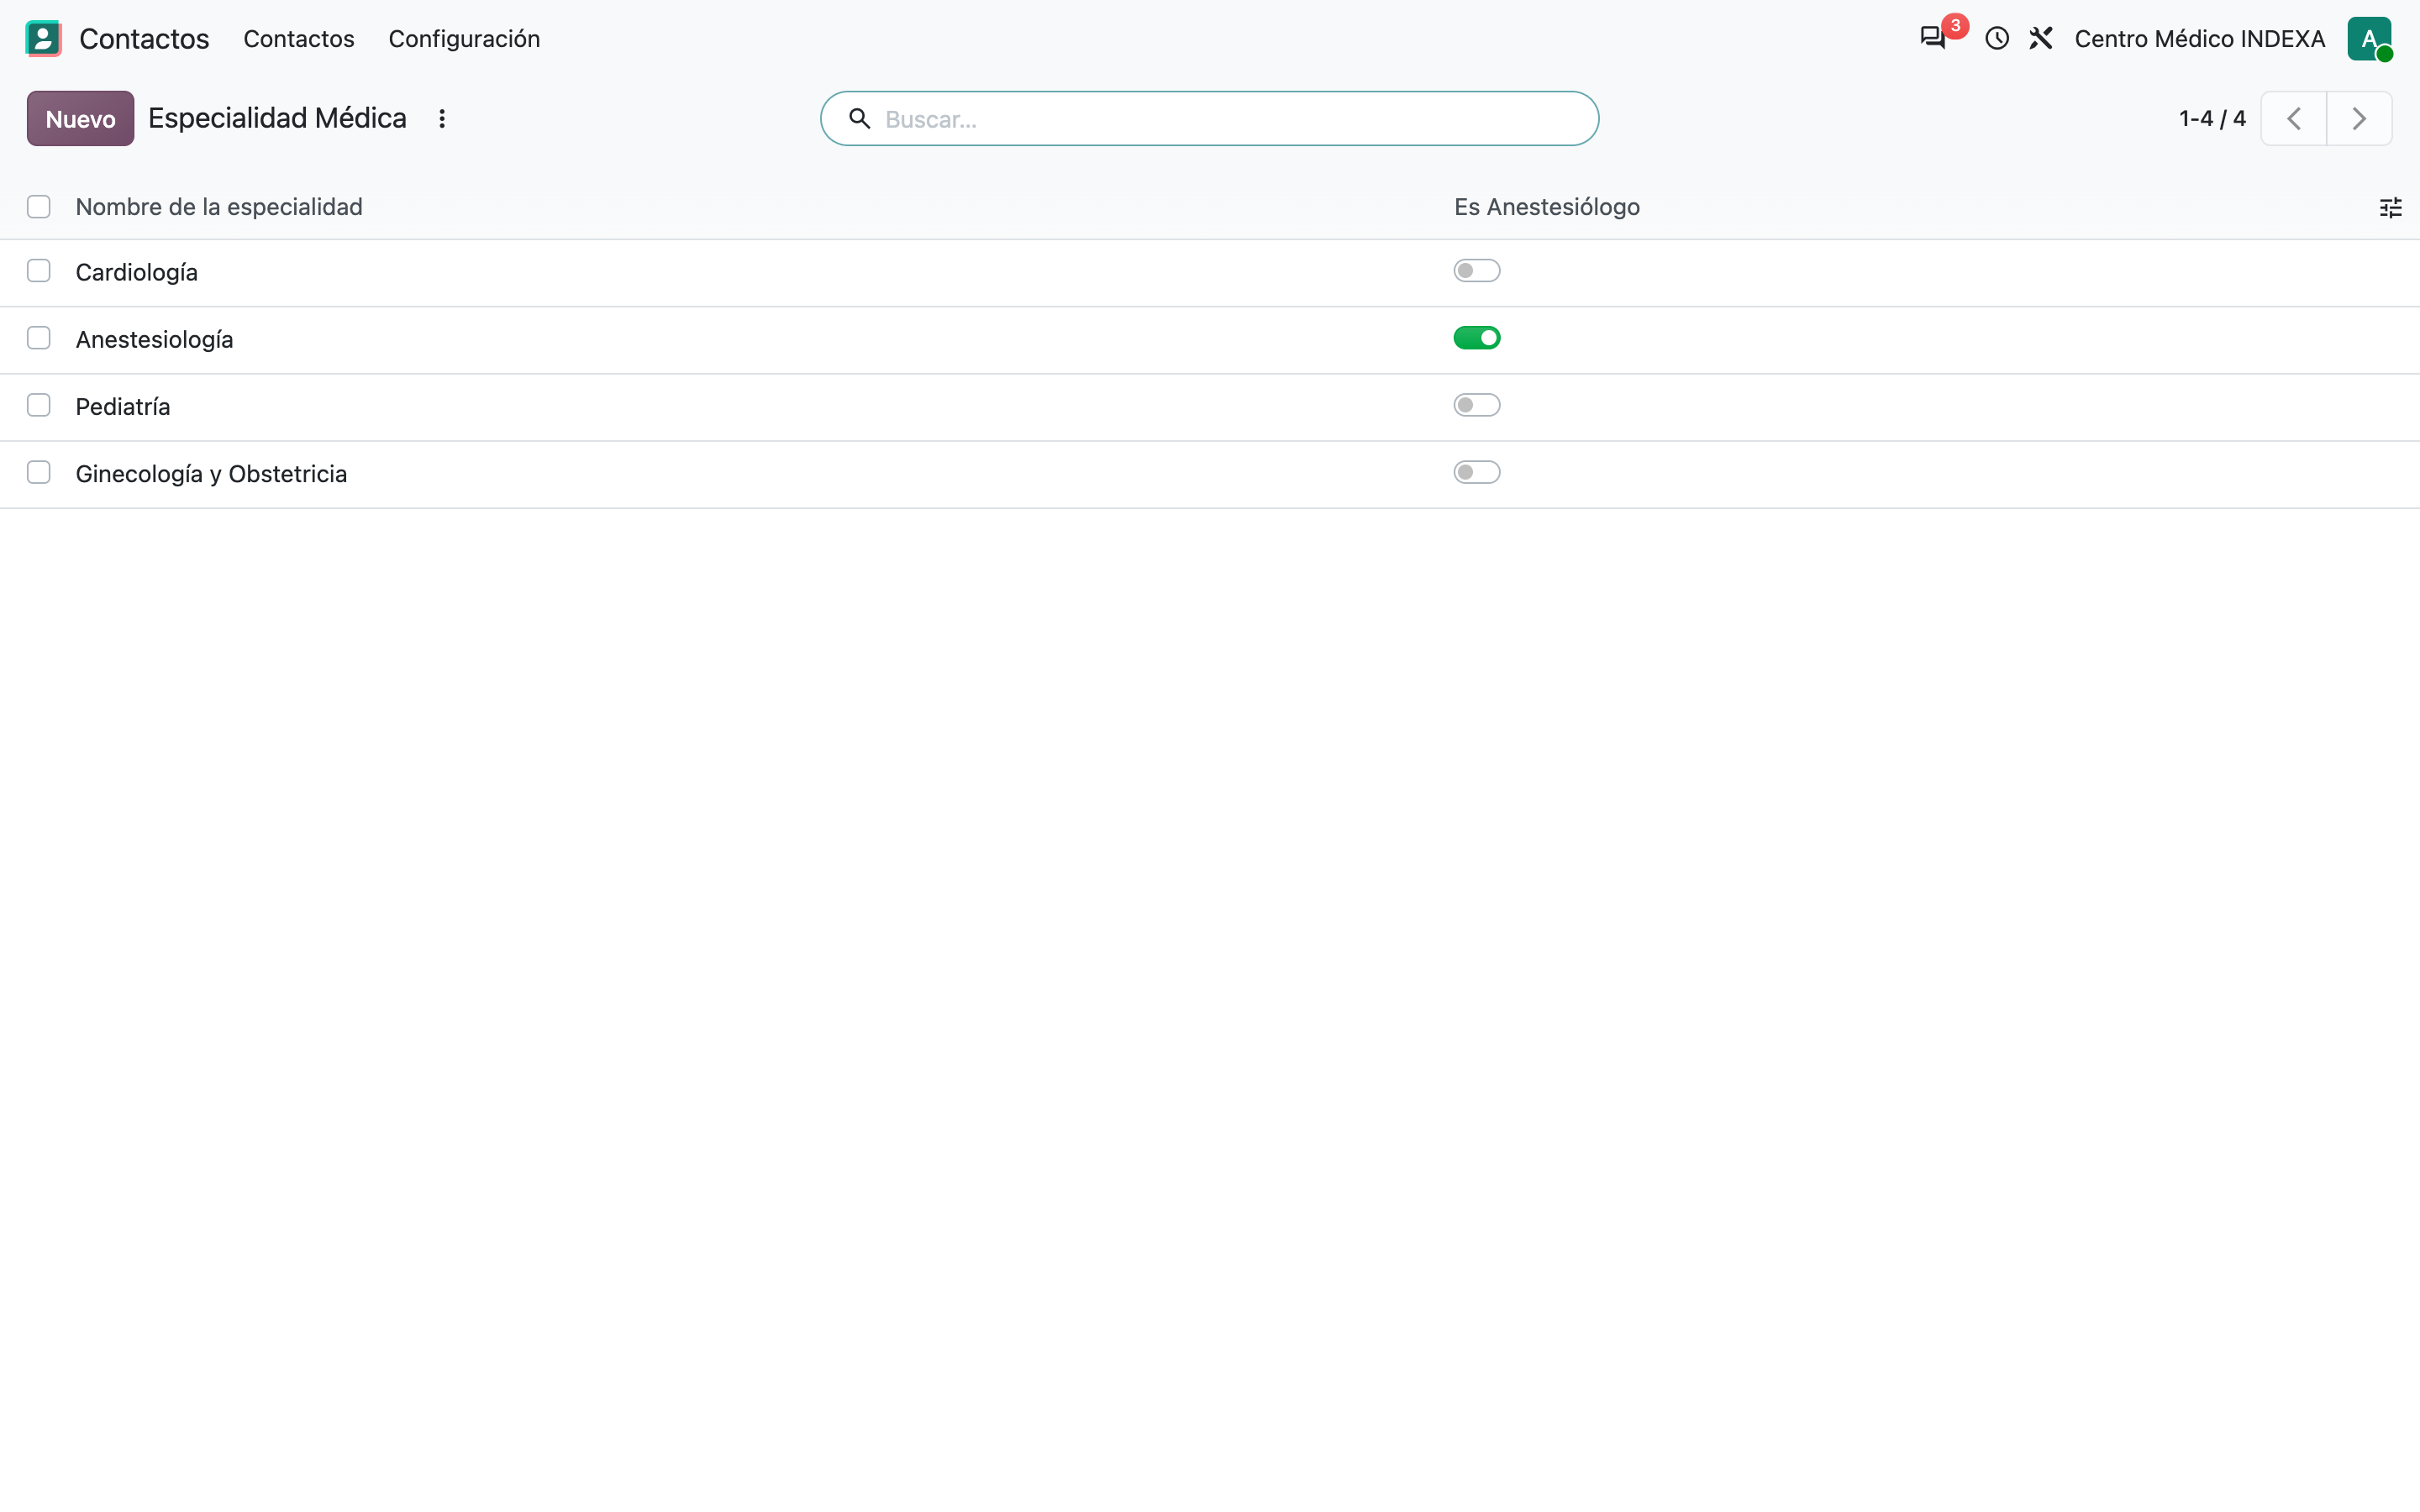 Contactos Contactos Configuración 3 Centro Médico INDEXA A
Nuevo Especialidad Médica Buscar... 1-4 / 4
Nombre de la especialidad Es Anestesiólogo
Cardiología
Anestesiología
Pediatría
Ginecología y Obstetricia